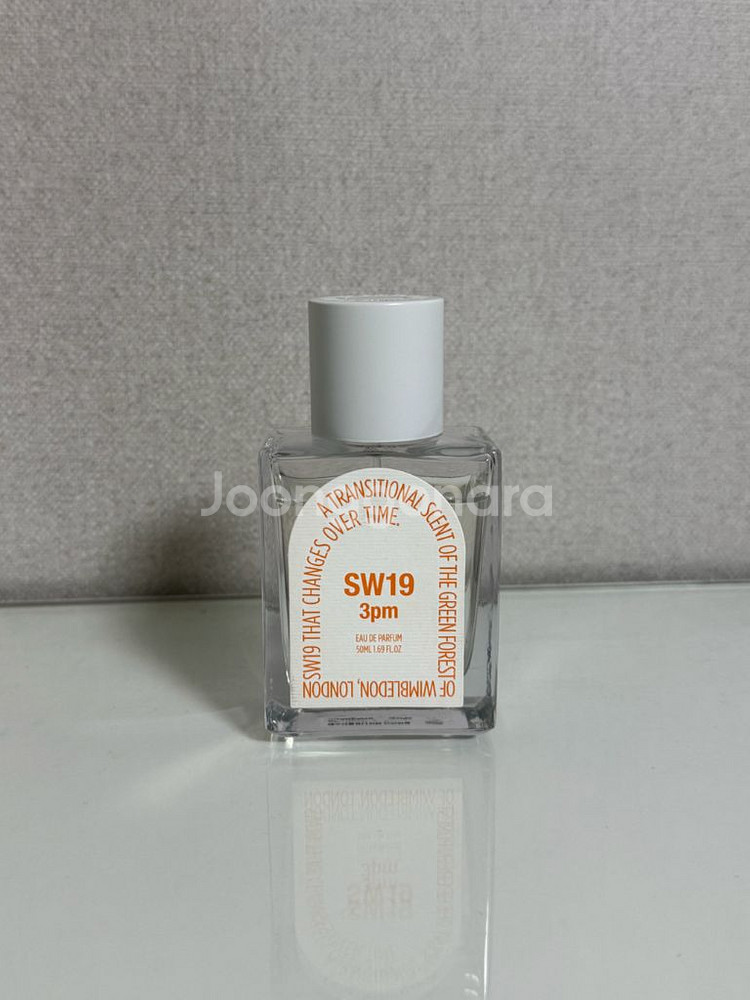 Joongonara
A TRANSITIONAL SCENT OF THE GREEN FOREST OF WIMBLEDON, LONDON
SW19 THAT CHANGES OVER TIME.
SW19
3pm
EAU DE PARFUM
50ML 1.69 FL.OZ